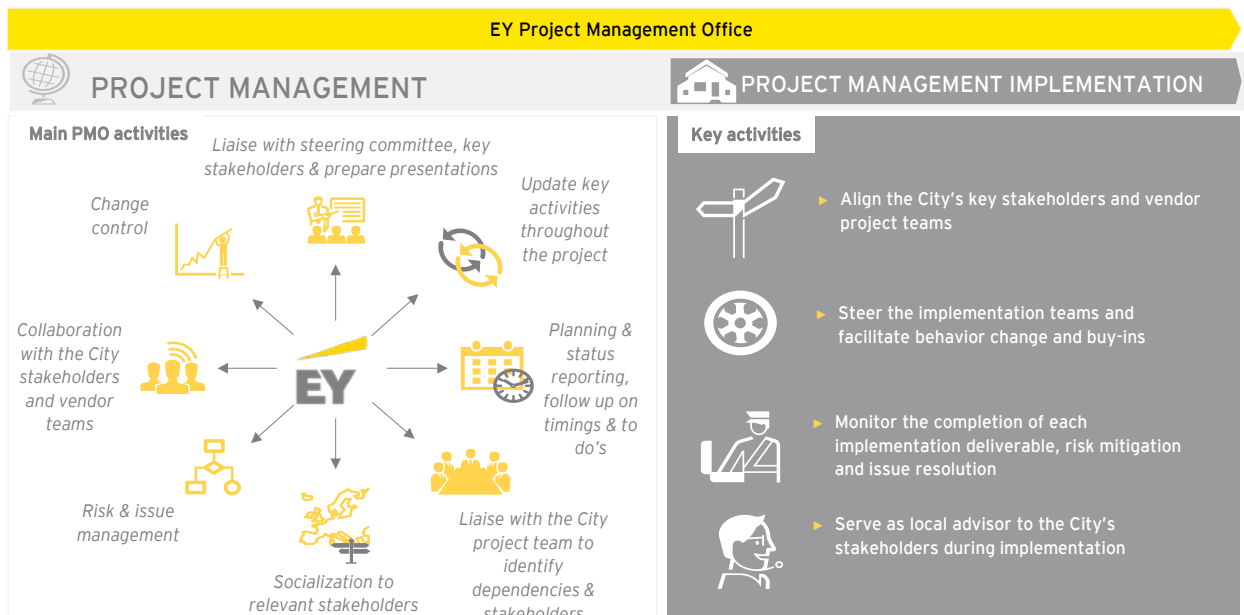 EY Project Management Office
PROJECT MANAGEMENT
PROJECT MANAGEMENT IMPLEMENTATION
Main PMO activities
Liaise with steering committee, key
stakeholders & prepare presentations
Update key
activities
throughout
the project
Change
control
Collaboration
with the City
stakeholders
and vendor
teams
EY
Planning &
status
reporting,
follow up on
timings & to
do's
Risk & issue
management
Socialization to
relevant stakeholders
Liaise with the City
project team to
identify
dependencies &
stakeholders
Key activities
► Align the City's key stakeholders and vendor
project teams
► Steer the implementation teams and
facilitate behavior change and buy-ins
► Monitor the completion of each
implementation deliverable, risk mitigation
and issue resolution
► Serve as local advisor to the City's
stakeholders during implementation